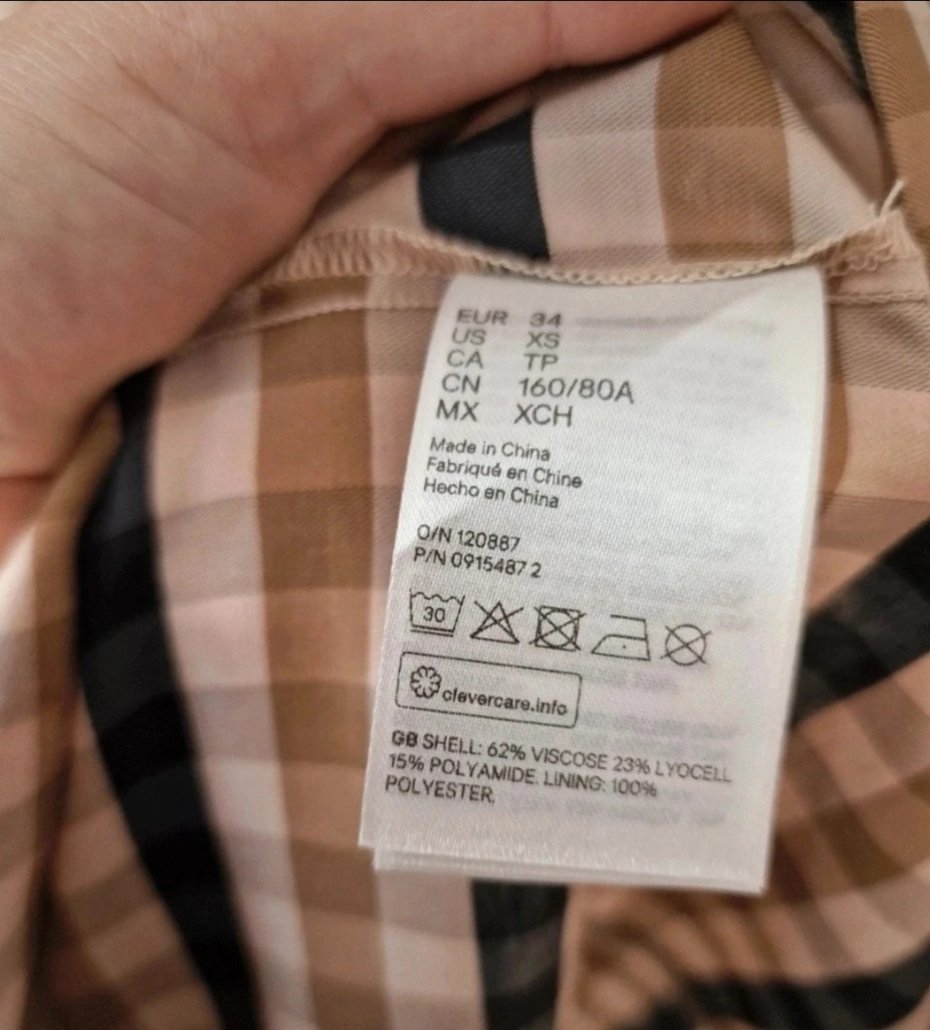 EUR 34
US XS
CA TP
CN 160/80A
MX XCH
Made in China
Fabriqué en Chine
Hecho en China
O/N 120887
P/N 0915487 2
30
clevercare.info
GB SHELL: 62% VISCOSE 23% LYOCELL
15% POLYAMIDE. LINING: 100%
POLYESTER.